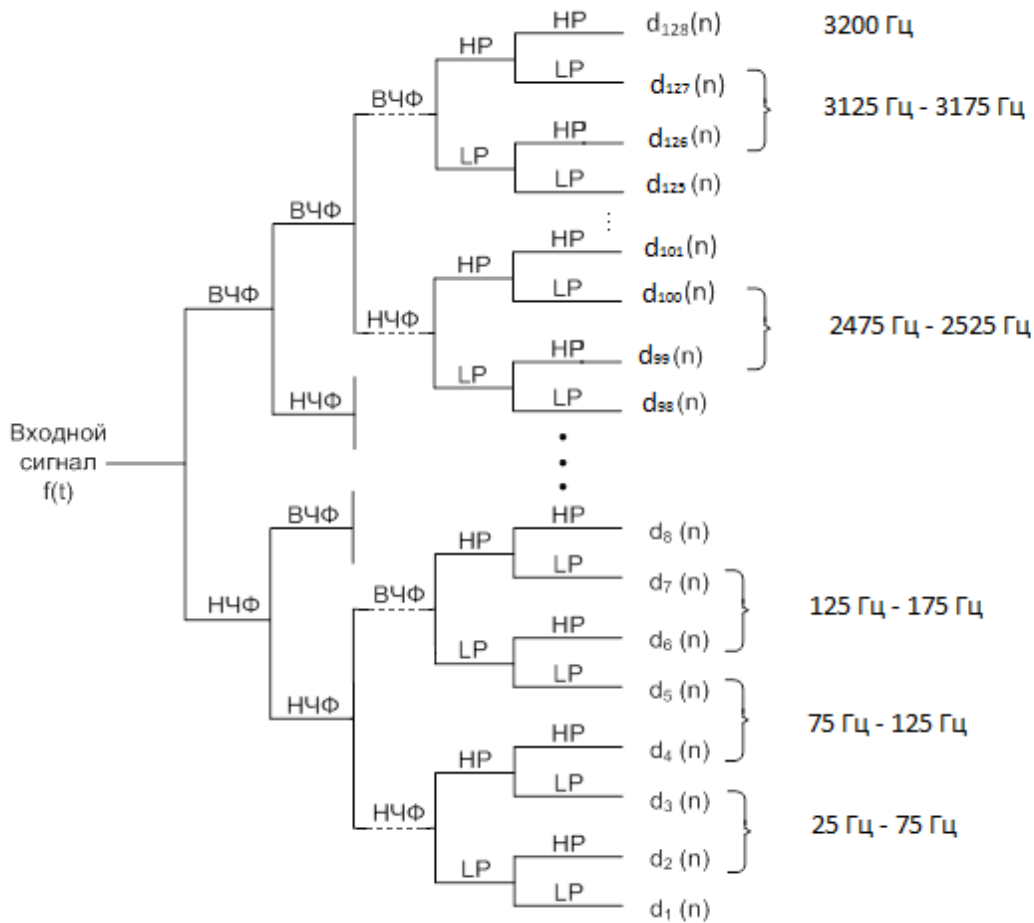 HP
d₁₂₈(n)
3200 Гц
HP
LP
d₁₂₇(n)
ВЧФ
3125 Гц - 3175 Гц
HP
d₁₂₆(n)
LP
LP
d₁₂₅(n)
ВЧФ
HP
d₁₀₁(n)
HP
ВЧФ
LP
d₁₀₀(n)
НЧФ
2475 Гц - 2525 Гц
HP
d₉₉(n)
LP
НЧФ
LP
d₉₈(n)
Входной
сигнал
f(t)
ВЧФ
HP
d₈ (n)
HP
LP
d₇ (n)
ВЧФ
125 Гц - 175 Гц
НЧФ
HP
d₆ (n)
LP
LP
d₅ (n)
НЧФ
75 Гц - 125 Гц
HP
d₄ (n)
HP
LP
d₃ (n)
НЧФ
25 Гц - 75 Гц
HP
d₂ (n)
LP
LP
d₁ (n)